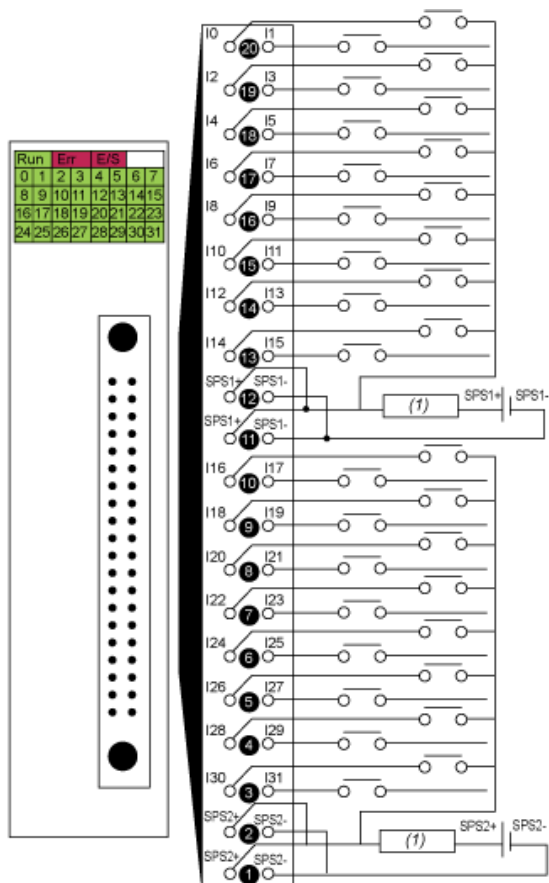 Run Err E/S
0 1 2 3 4 5 6 7
8 9 10 11 12 13 14 15
16 17 18 19 20 21 22 23
24 25 26 27 28 29 30 31
I0 20 I1
I2 19 I3
I4 18 I5
I6 17 I7
I8 16 I9
I10 15 I11
I12 14 I13
I14 13 I15
SPS1+ 12 SPS1-
(1) SPS1+ SPS1-
SPS1+ 11 SPS1-
I16 10 I17
I18 9 I19
I20 8 I21
I22 7 I23
I24 6 I25
I26 5 I27
I28 4 I29
I30 3 I31
SPS2+ 2 SPS2-
(1) SPS2+ SPS2-
SPS2+ 1 SPS2-